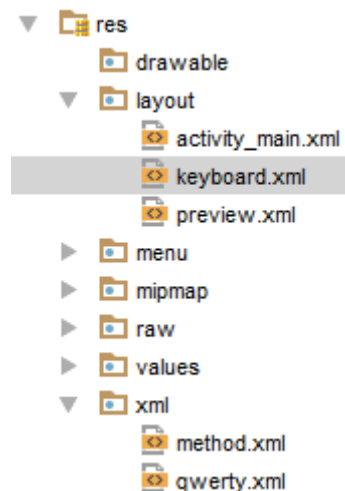 res
drawable
layout
activity_main.xml
keyboard.xml
preview.xml
menu
mipmap
raw
values
xml
method.xml
qwerty.xml